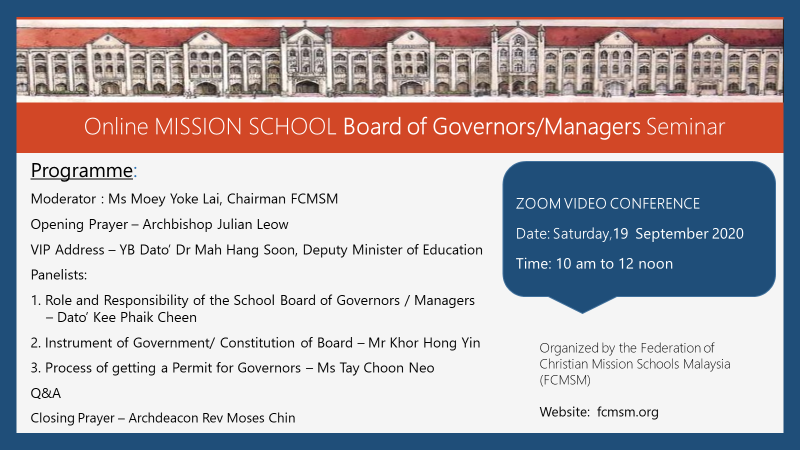 Online MISSION SCHOOL Board of Governors/Managers Seminar
Programme:
Moderator : Ms Moey Yoke Lai, Chairman FCMSM
Opening Prayer – Archbishop Julian Leow
VIP Address – YB Dato’ Dr Mah Hang Soon, Deputy Minister of Education
Panelists:
1. Role and Responsibility of the School Board of Governors / Managers
– Dato’ Kee Phaik Cheen
2. Instrument of Government/ Constitution of Board – Mr Khor Hong Yin
3. Process of getting a Permit for Governors – Ms Tay Choon Neo
Q&A
Closing Prayer – Archdeacon Rev Moses Chin
ZOOM VIDEO CONFERENCE
Date: Saturday,19 September 2020
Time: 10 am to 12 noon
Organized by the Federation of
Christian Mission Schools Malaysia
(FCMSM)
Website: fcmsm.org